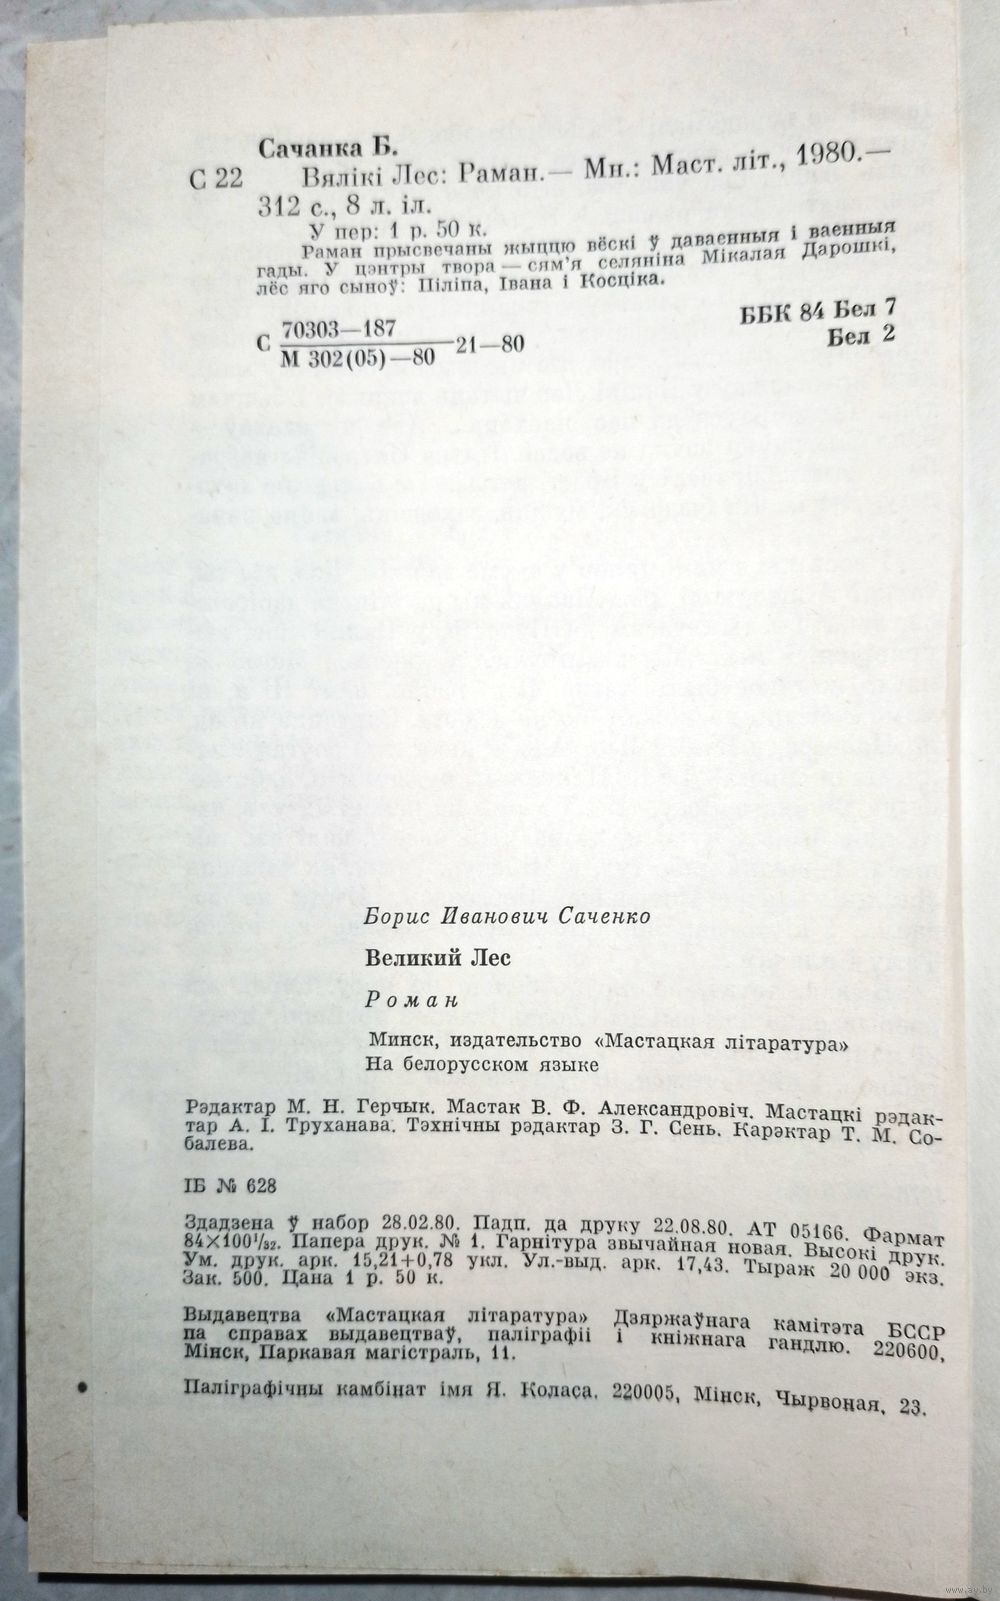 Сачанка Б.
С 22 Вялікі Лес: Раман.— Мн.: Маст. літ., 1980.—
312 с., 8 л. іл.
У пер: 1 р. 50 к.
Раман прысвечаны жыццю вёскі ў даваенныя і ваенныя
гады. У цэнтры твора — сям’я селяніна Мікалая Дарошкі,
лёс яго сыноў: Піліпа, Івана і Косціка.
С 70303—187
М 302(05)—80 21—80
ББК 84 Бел 7
Бел 2
Борис Иванович Саченко
Великий Лес
Роман
Минск, издательство «Мастацкая літаратура»
На белорусском языке
Рэдактар М. Н. Герчык. Мастак В. Ф. Александровіч. Мастацкі рэдак-
тар А. І. Труханава. Тэхнічны рэдактар З. Г. Сень. Карэктар Т. М. Со-
балева.
ІБ № 628
Здадзена ў набор 28.02.80. Падп. да друку 22.08.80. АТ 05166. Фармат
84×100¹/₃₂. Папера друк. № 1. Гарнітура звычайная новая. Высокі друк.
Ум. друк. арк. 15,21+0,78 укл. Ул.-выд. арк. 17,43. Тыраж 20 000 экз.
Зак. 500. Цана 1 р. 50 к.
Выдавецтва «Мастацкая літаратура» Дзяржаўнага камітэта БССР
па справах выдавецтваў, паліграфіі і кніжнага гандлю. 220600,
Мінск, Паркавая магістраль, 11.
Паліграфічны камбінат імя Я. Коласа. 220005, Мінск, Чырвоная, 23.
www.ay.by